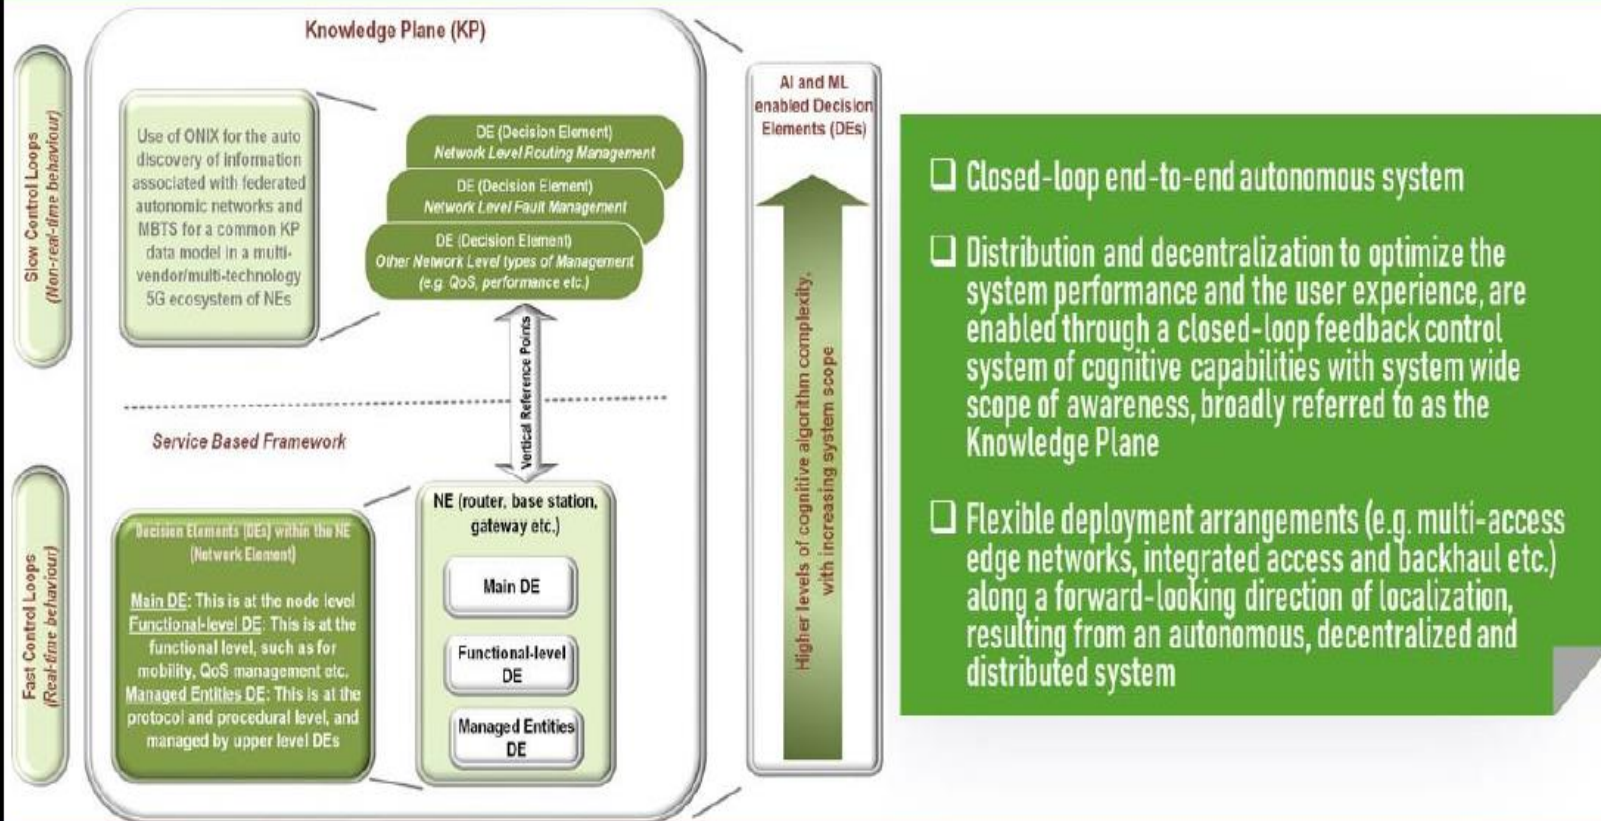 Knowledge Plane (KP)
Slow Control Loops
(Non-real-time behaviour)
Use of ONIX for the auto
discovery of information
associated with federated
autonomic networks and
MBTS for a common KP
data model in a multi-
vendor/multi-technology
5G ecosystem of NEs
DE (Decision Element)
Network Level Routing Management
DE (Decision Element)
Network Level Fault Management
DE (Decision Element)
Other Network Level types of Management
(e.g. QoS, performance etc.)
Vertical Reference Points
Service Based Framework
Fast Control Loops
(Real-time behaviour)
Decision Elements (DEs) within the NE
(Network Element)
Main DE: This is at the node level
Functional-level DE: This is at the
functional level, such as for
mobility, QoS management etc.
Managed Entities DE: This is at the
protocol and procedural level, and
managed by upper level DEs
NE (router, base station,
gateway etc.)
Main DE
Functional-level
DE
Managed Entities
DE
AI and ML
enabled Decision
Elements (DEs)
Higher levels of cognitive algorithm complexity,
with increasing system scope
Closed-loop end-to-end autonomous system
Distribution and decentralization to optimize the
system performance and the user experience, are
enabled through a closed-loop feedback control
system of cognitive capabilities with system wide
scope of awareness, broadly referred to as the
Knowledge Plane
Flexible deployment arrangements (e.g. multi-access
edge networks, integrated access and backhaul etc.)
along a forward-looking direction of localization,
resulting from an autonomous, decentralized and
distributed system